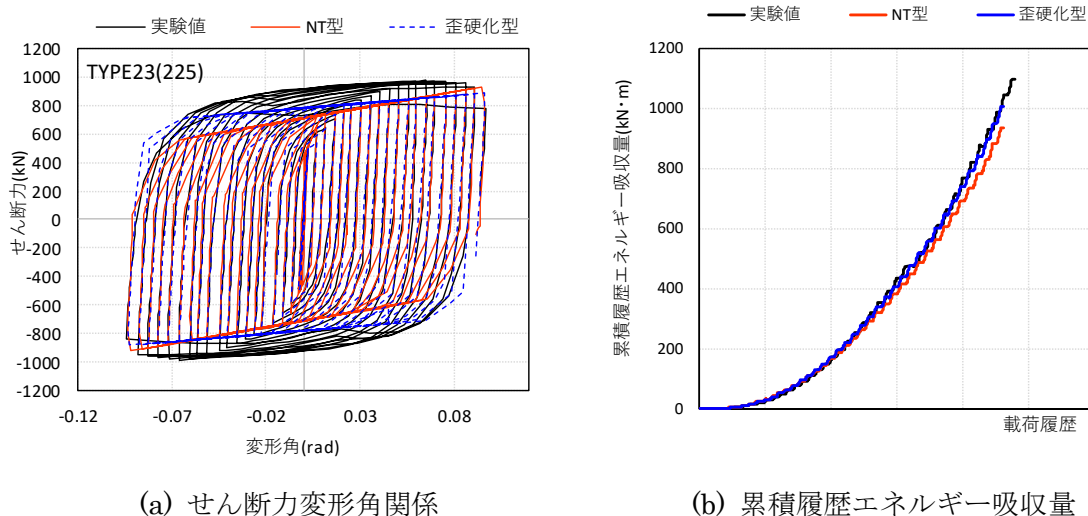 実験値 NT型 歪硬化型
TYPE23(225)
1200
1000
800
600
400
200
0
-200
-400
-600
-800
-1000
-1200
せん断力(kN)
-0.12 -0.07 -0.02 0.03 0.08
変形角(rad)
(a) せん断力変形角関係
実験値 NT型 歪硬化型
1200
1000
800
600
400
200
0
累積履歴エネルギー吸収量(kN・m)
載荷履歴
(b) 累積履歴エネルギー吸収量